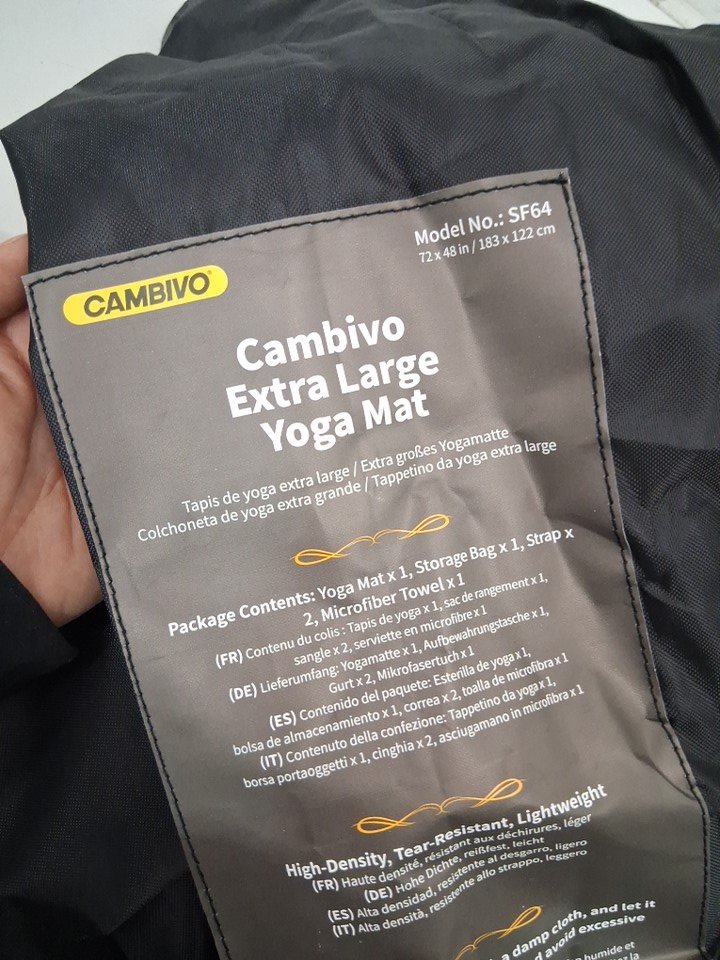 Model No.: SF64
72 x 48 in / 183 x 122 cm
CAMBIVO®
Cambivo
Extra Large
Yoga Mat
Tapis de yoga extra large / Extra großes Yogamatte
Colchoneta de yoga extra grande / Tappetino da yoga extra large
Package Contents: Yoga Mat x 1, Storage Bag x 1, Strap x
2, Microfiber Towel x 1
(FR) Contenu du colis : Tapis de yoga x 1, sac de rangement x 1,
sangle x 2, serviette en microfibre x 1
(DE) Lieferumfang: Yogamatte x 1, Aufbewahrungstasche x 1,
Gurt x 2, Mikrofasertuch x 1
(ES) Contenido del paquete: Esterilla de yoga x 1,
bolsa de almacenamiento x 1, correa x 2, toalla de microfibra x 1
(IT) Contenuto della confezione: Tappetino da yoga x 1,
borsa portaoggetti x 1, cinghia x 2, asciugamano in microfibra x 1
High-Density, Tear-Resistant, Lightweight
(FR) Haute densité, résistant aux déchirures, léger
(DE) Hohe Dichte, reißfest, leicht
(ES) Alta densidad, resistente al desgarro, ligero
(IT) Alta densità, resistente allo strappo, leggero
a damp cloth, and let it
avoid excessive
humide et